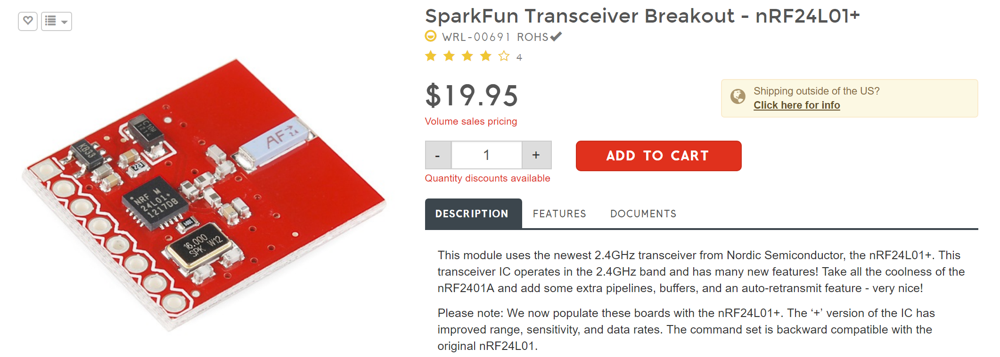 SparkFun Transceiver Breakout - nRF24L01+
WRL-00691 ROHS✔
4
$19.95
Shipping outside of the US?
Click here for info
Volume sales pricing
- 1 +
ADD TO CART
Quantity discounts available
DESCRIPTION FEATURES DOCUMENTS
This module uses the newest 2.4GHz transceiver from Nordic Semiconductor, the nRF24L01+. This
transceiver IC operates in the 2.4GHz band and has many new features! Take all the coolness of the
nRF2401A and add some extra pipelines, buffers, and an auto-retransmit feature - very nice!
Please note: We now populate these boards with the nRF24L01+. The ‘+’ version of the IC has
improved range, sensitivity, and data rates. The command set is backward compatible with the
original nRF24L01.
C10µ
1214
KB33
223
AF
2.4
NRF M
24L01+
1217DB
1001
16.000
SPK W12